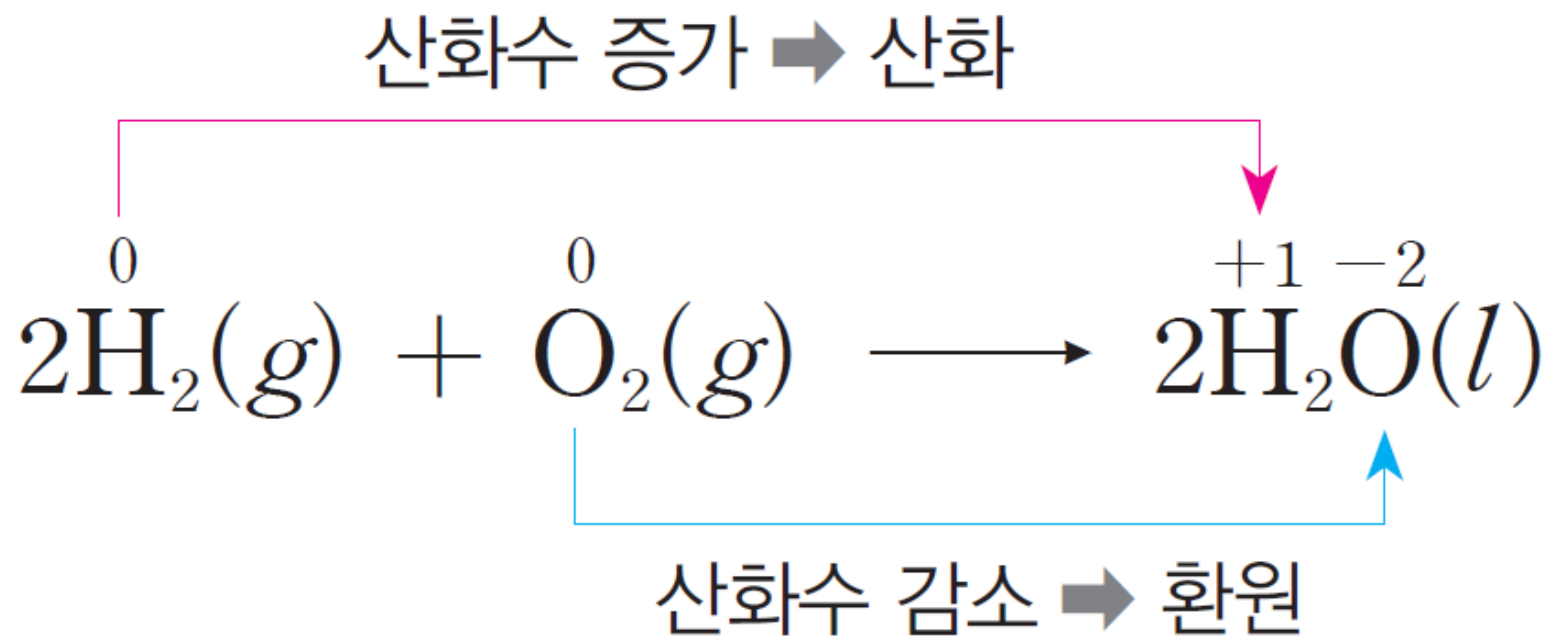 산화수 증가 ➡ 산화
0 0 +1 -2
2H₂(g) + O₂(g) ⟶ 2H₂O(l)
산화수 감소 ➡ 환원